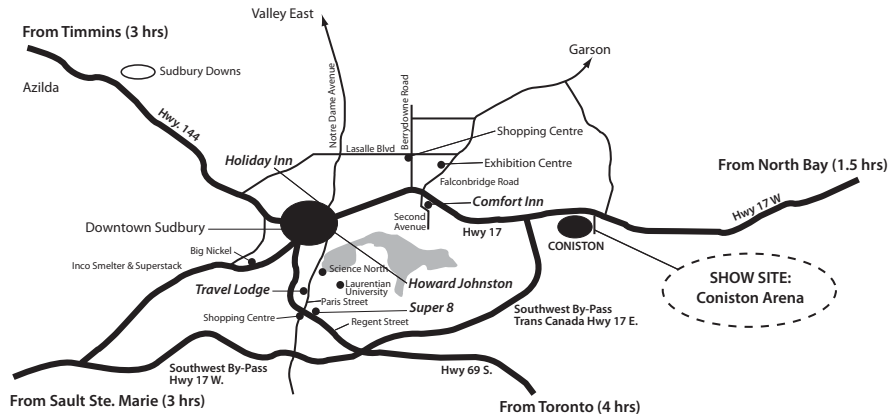 Valley East
From Timmins (3 hrs)
Garson
Sudbury Downs
Azilda
Notre Dame Avenue
Berrydowne Road
Hwy. 144
Shopping Centre
Lasalle Blvd
Holiday Inn
Exhibition Centre
From North Bay (1.5 hrs)
Falconbridge Road
Comfort Inn
Hwy 17 W
Second
Avenue
Downtown Sudbury
Hwy 17
CONISTON
Big Nickel
Inco Smelter & Superstack
Science North
SHOW SITE:
Coniston Arena
Howard Johnston
Laurentian
University
Travel Lodge
Paris Street
Super 8
Southwest By-Pass
Trans Canada Hwy 17 E.
Shopping Centre
Regent Street
Southwest By-Pass
Hwy 17 W.
Hwy 69 S.
From Sault Ste. Marie (3 hrs)
From Toronto (4 hrs)